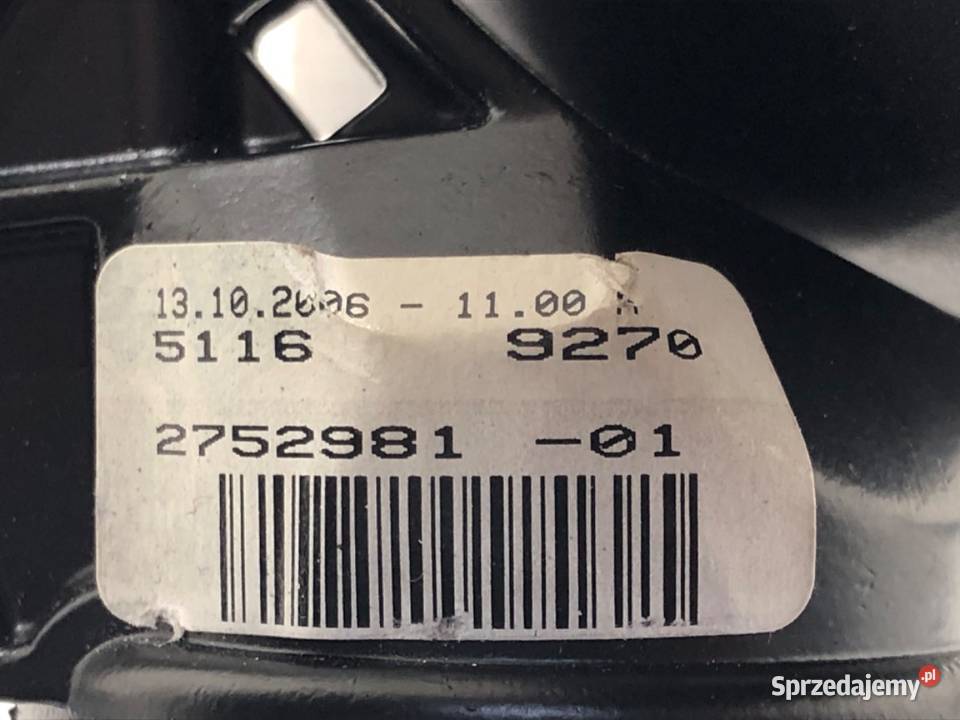 13.10.2006 - 11.00
5116 9270
2752981 -01
Sprzedajemy.pl